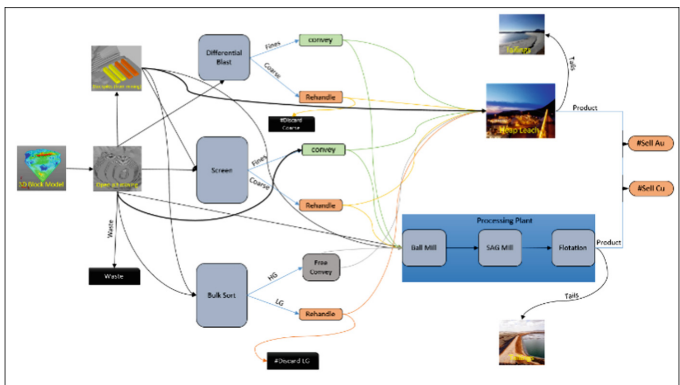 Differential
Blast
Fines
convey
Coarse
Rehandle
#Discard
Coarse
Tailings
Tails
Heap Leach
Product
#Sell Au
#Sell Cu
3D Block Model
Screen
Fines
convey
Coarse
Rehandle
Waste
Waste
Processing Plant
Ball Mill
SAG Mill
Flotation
Product
Bulk Sort
HG
Free
Convey
LG
Rehandle
#Discard LG
Tails